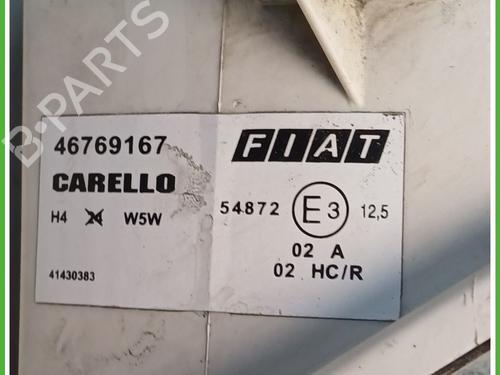 B-PARTS
46769167 FIAT
CARELLO
H4 W5W
54872 E3 12,5
02 A
02 HC/R
41430383